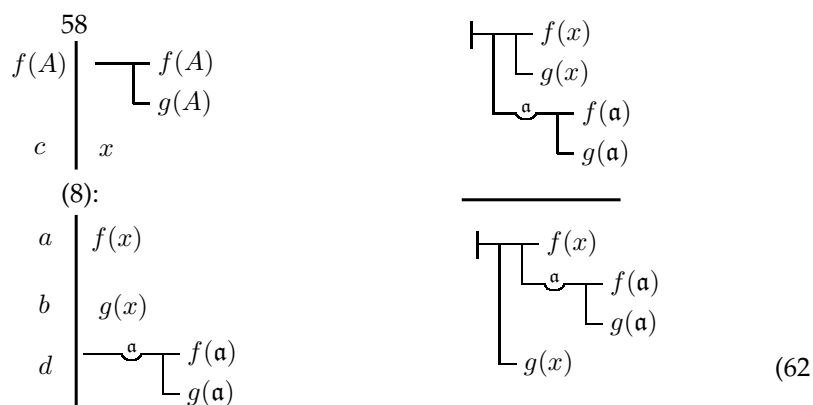 58
f(A) f(A)
g(A)
c x
(8):
a f(x)
b g(x)
d 𝔞 f(𝔞)
g(𝔞)
f(x)
g(x)
𝔞 f(𝔞)
g(𝔞)
f(x)
𝔞 f(𝔞)
g(𝔞)
g(x)
(62